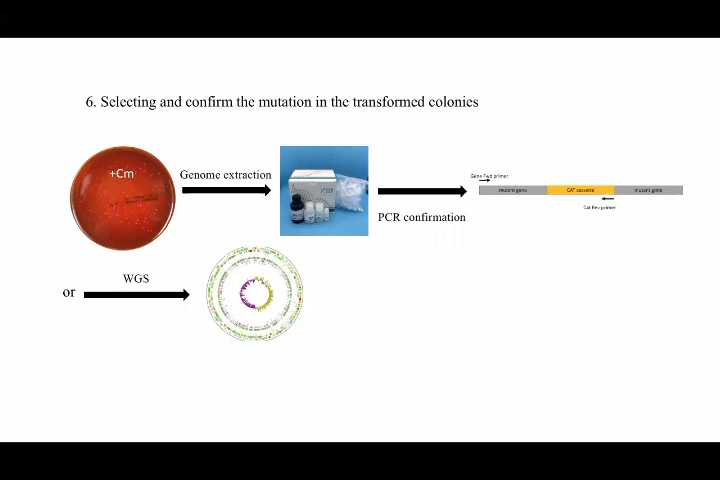 6. Selecting and confirm the mutation in the transformed colonies
+Cm
Genome extraction
PCR confirmation
Gene Fwd primer
mutant gene
CAT cassette
mutant gene
Cat Rev primer
or
WGS